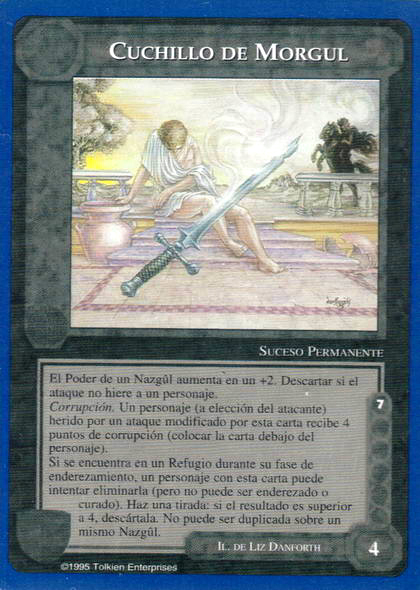 CUCHILLO DE MORGUL
SUCESO PERMANENTE
El Poder de un Nazgûl aumenta en un +2. Descartar si el
ataque no hiere a un personaje.
Corrupción. Un personaje (a elección del atacante)
herido por un ataque modificado por esta carta recibe 4
puntos de corrupción (colocar la carta debajo del
personaje).
Si se encuentra en un Refugio durante su fase de
enderezamiento, un personaje con esta carta puede
intentar eliminarla (pero no puede ser enderezado o
curado). Haz una tirada: si el resultado es superior
a 4, descártala. No puede ser duplicada sobre un
mismo Nazgûl.
7
IL. DE LIZ DANFORTH
4
©1995 Tolkien Enterprises